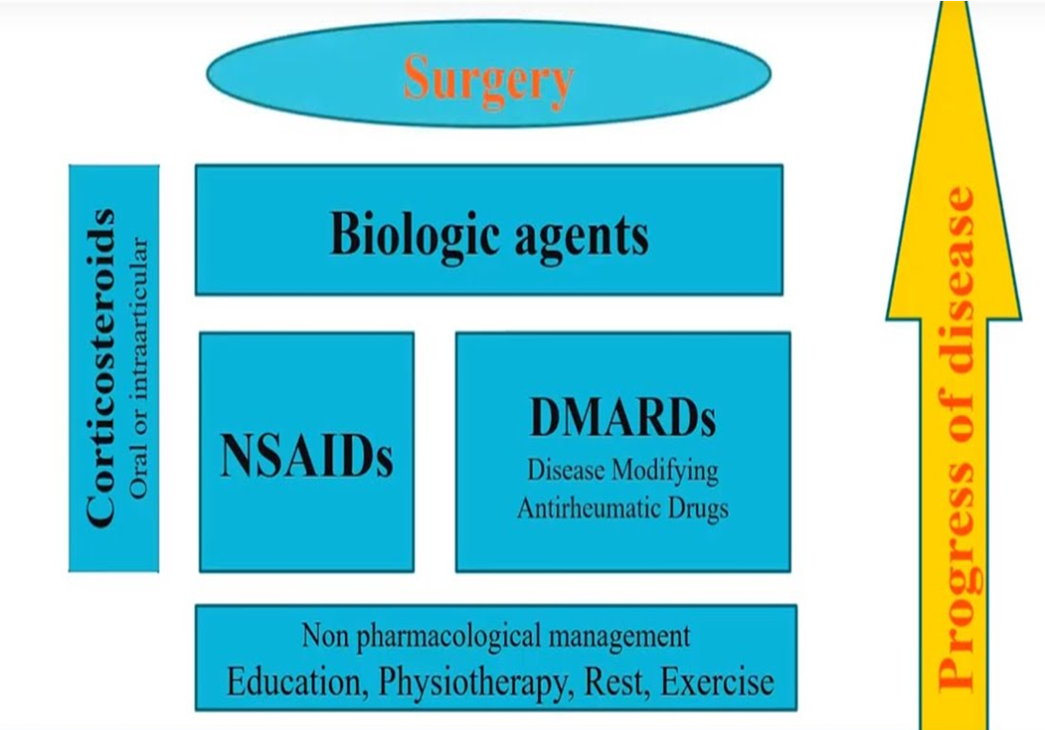 Surgery
Corticosteroids
Oral or intraarticular
Biologic agents
NSAIDs
DMARDs
Disease Modifying
Antirheumatic Drugs
Non pharmacological management
Education, Physiotherapy, Rest, Exercise
Progress of disease